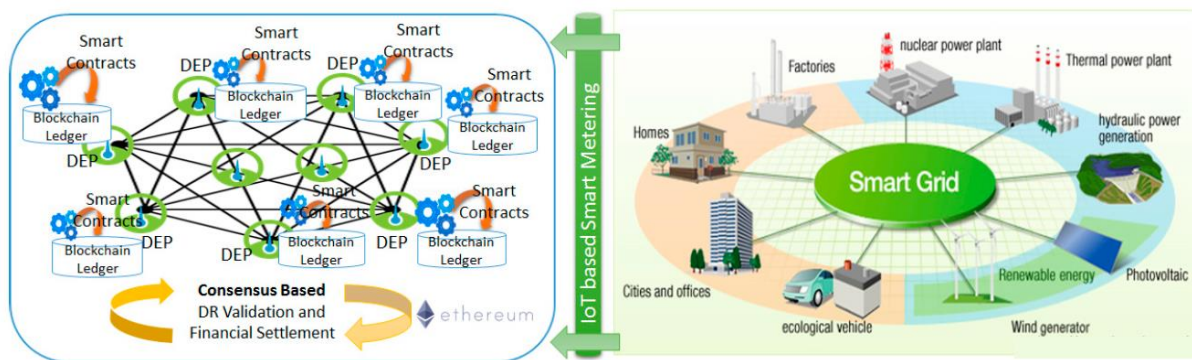 Smart
Contracts
Blockchain
Ledger
DEP
DEP
Smart
Contracts
Blockchain
Ledger
DEP
Smart
Contracts
Blockchain
Ledger
Smart
Contracts
Blockchain
Ledger
DEP
Smart
Contracts
Blockchain
Ledger
DEP
DEP
Smart
Contracts
Blockchain
Ledger
DEP
Smart
Contracts
Blockchain
Ledger
Consensus Based
DR Validation and
Financial Settlement
ethereum
IoT based Smart Metering
nuclear power plant
Thermal power plant
Factories
hydraulic power
generation
Homes
Smart Grid
Renewable energy
Photovoltaic
Cities and offices
ecological vehicle
Wind generator